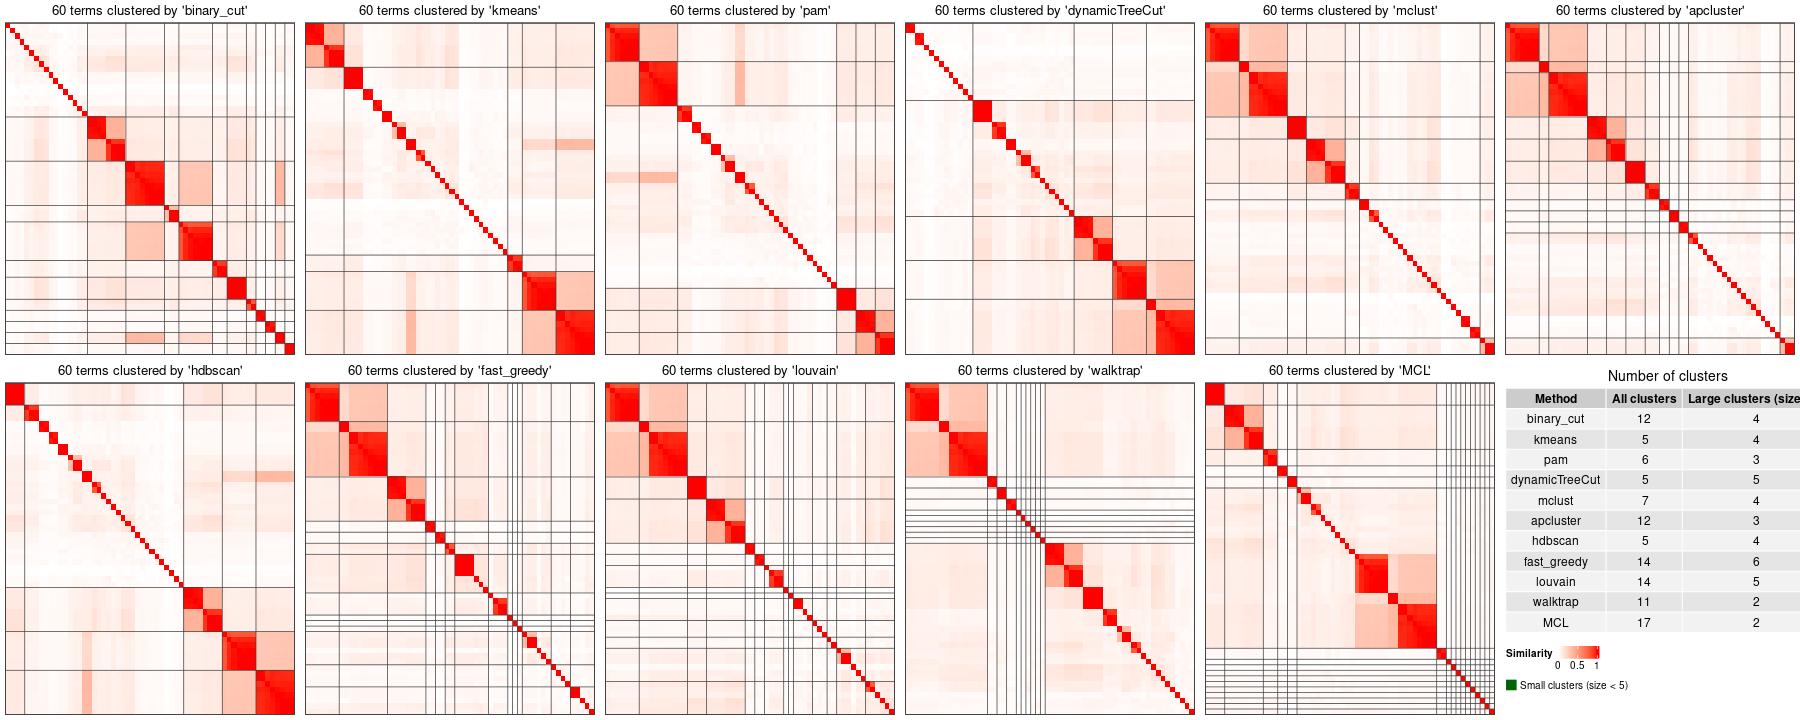 60 terms clustered by 'binary_cut'
60 terms clustered by 'kmeans'
60 terms clustered by 'pam'
60 terms clustered by 'dynamicTreeCut'
60 terms clustered by 'mclust'
60 terms clustered by 'apcluster'
60 terms clustered by 'hdbscan'
60 terms clustered by 'fast_greedy'
60 terms clustered by 'louvain'
60 terms clustered by 'walktrap'
60 terms clustered by 'MCL'
Number of clusters
Method All clusters Large clusters (size
binary_cut 12 4
kmeans 5 4
pam 6 3
dynamicTreeCut 5 5
mclust 7 4
apcluster 12 3
hdbscan 5 4
fast_greedy 14 6
louvain 14 5
walktrap 11 2
MCL 17 2
Similarity
0 0.5 1
Small clusters (size < 5)